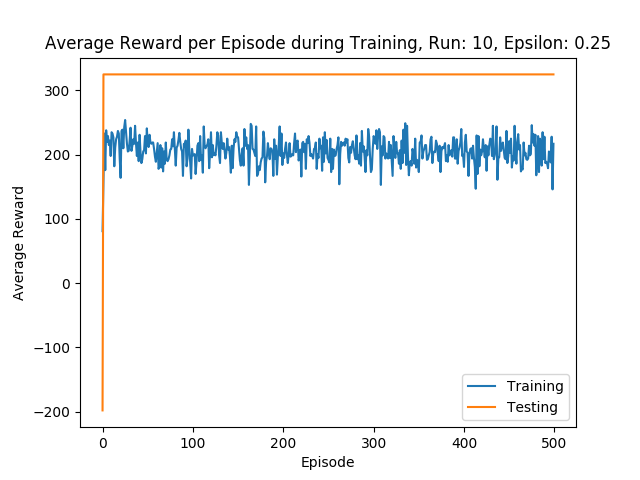 Average Reward per Episode during Training, Run: 10, Epsilon: 0.25
300
200
100
0
−100
−200
Average Reward
0
100
200
300
400
500
Episode
Training
Testing